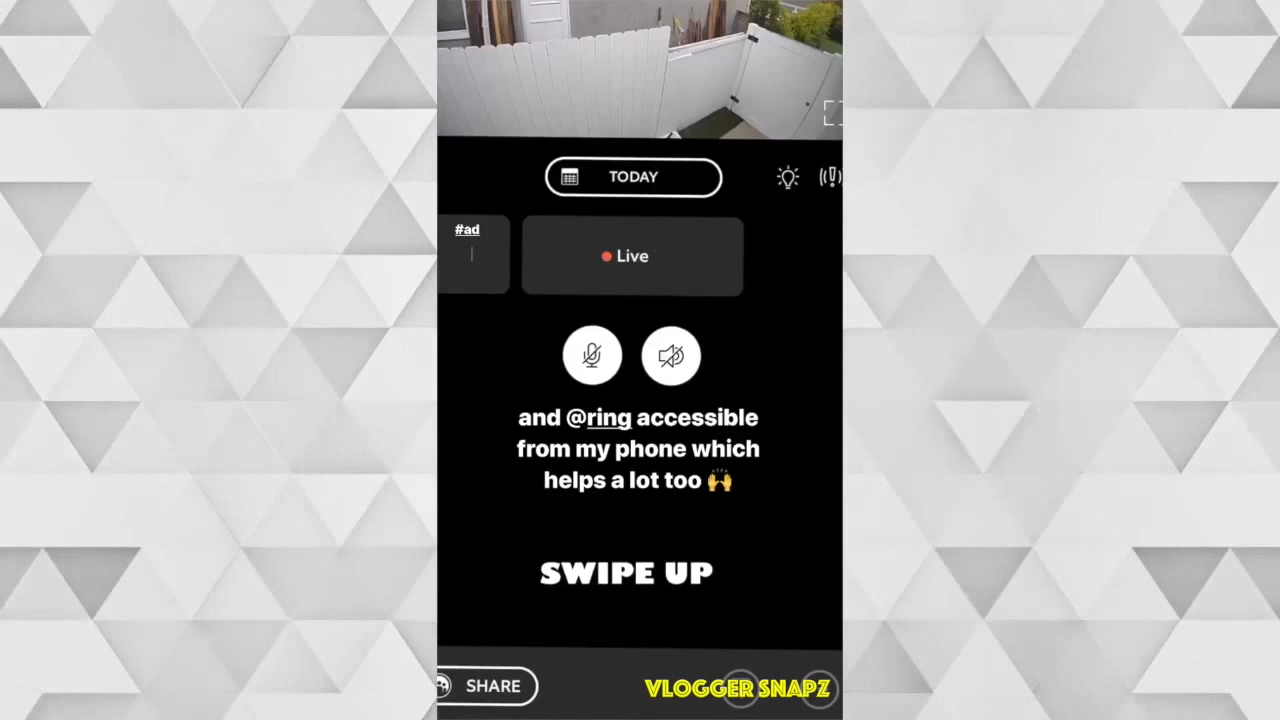 TODAY
#ad
Live
and @ring accessible
from my phone which
helps a lot too 🙌
SWIPE UP
SHARE
VLOGGER SNAPZ